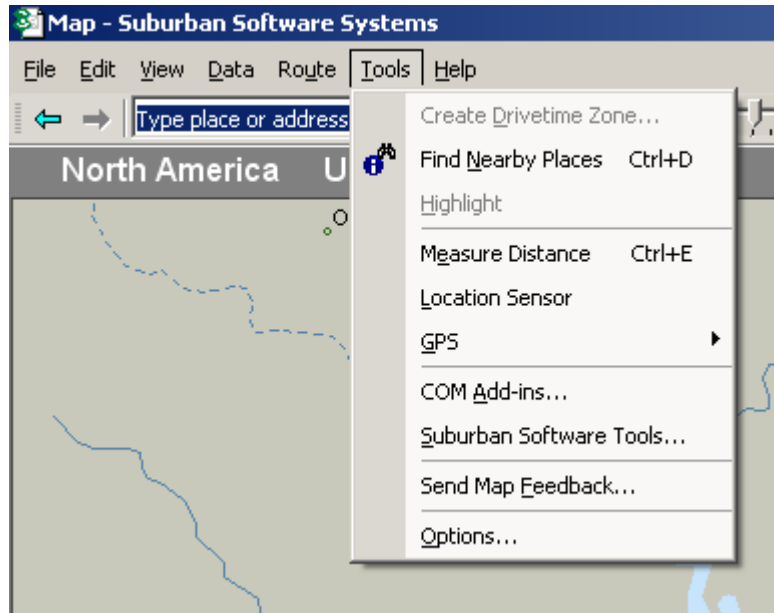 Map - Suburban Software Systems
File Edit View Data Route Tools Help
Type place or address
North America U
O
Create Drivetime Zone...
Find Nearby Places Ctrl+D
Highlight
Measure Distance Ctrl+E
Location Sensor
GPS
COM Add-ins...
Suburban Software Tools...
Send Map Feedback...
Options...